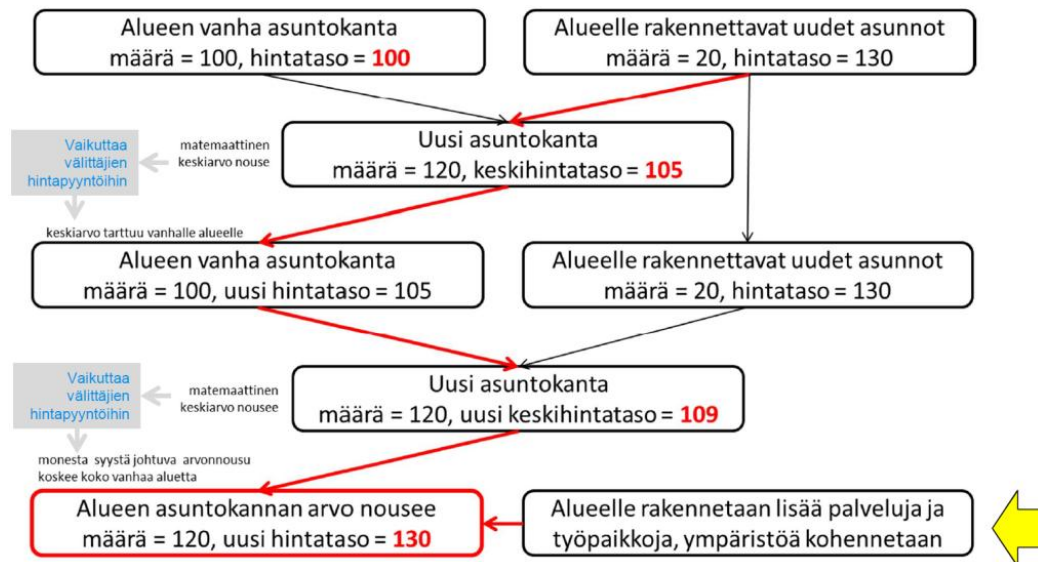 Alueen vanha asuntokanta
määrä = 100, hintataso = 100
Alueelle rakennettavat uudet asunnot
määrä = 20, hintataso = 130
Vaikuttaa
välittäjien
hintapyyntöihin
matemaattinen
keskiarvo nouse
Uusi asuntokanta
määrä = 120, keskihintataso = 105
keskiarvo tarttuu vanhalle alueelle
Alueen vanha asuntokanta
määrä = 100, uusi hintataso = 105
Alueelle rakennettavat uudet asunnot
määrä = 20, hintataso = 130
Vaikuttaa
välittäjien
hintapyyntöihin
matemaattinen
keskiarvo nousee
Uusi asuntokanta
määrä = 120, uusi keskihintataso = 109
monesta syystä johtuva arvonnousu
koskee koko vanhaa aluetta
Alueen asuntokannan arvo nousee
määrä = 120, uusi hintataso = 130
Alueelle rakennetaan lisää palveluja ja
työpaikkoja, ympäristöä kohennetaan